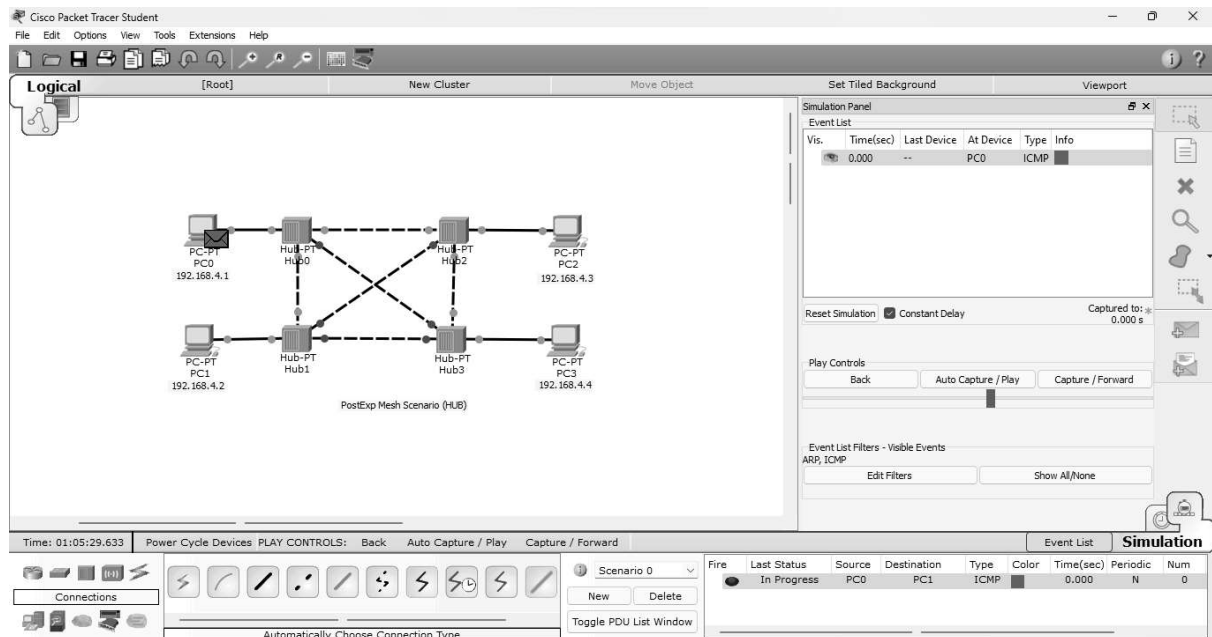 Cisco Packet Tracer Student
File Edit Options View Tools Extensions Help
Logical [Root] New Cluster Move Object Set Tiled Background Viewport
Simulation Panel
Event List
Vis. Time(sec) Last Device At Device Type Info
0.000 -- PC0 ICMP
PC-PT
PC0
192.168.4.1
Hub-PT
Hub0
Hub-PT
Hub2
PC-PT
PC2
192.168.4.3
PC-PT
PC1
192.168.4.2
Hub-PT
Hub1
Hub-PT
Hub3
PC-PT
PC3
192.168.4.4
PostExp Mesh Scenario (HUB)
Reset Simulation Constant Delay Captured to: *
0.000 s
Play Controls
Back Auto Capture / Play Capture / Forward
Event List Filters - Visible Events
ARP, ICMP
Edit Filters Show All/None
Time: 01:05:29.633 Power Cycle Devices PLAY CONTROLS: Back Auto Capture / Play Capture / Forward Event List Simulation
Connections
Automatically Choose Connection Type
Scenario 0
New Delete
Toggle PDU List Window
Fire Last Status Source Destination Type Color Time(sec) Periodic Num
In Progress PC0 PC1 ICMP 0.000 N 0